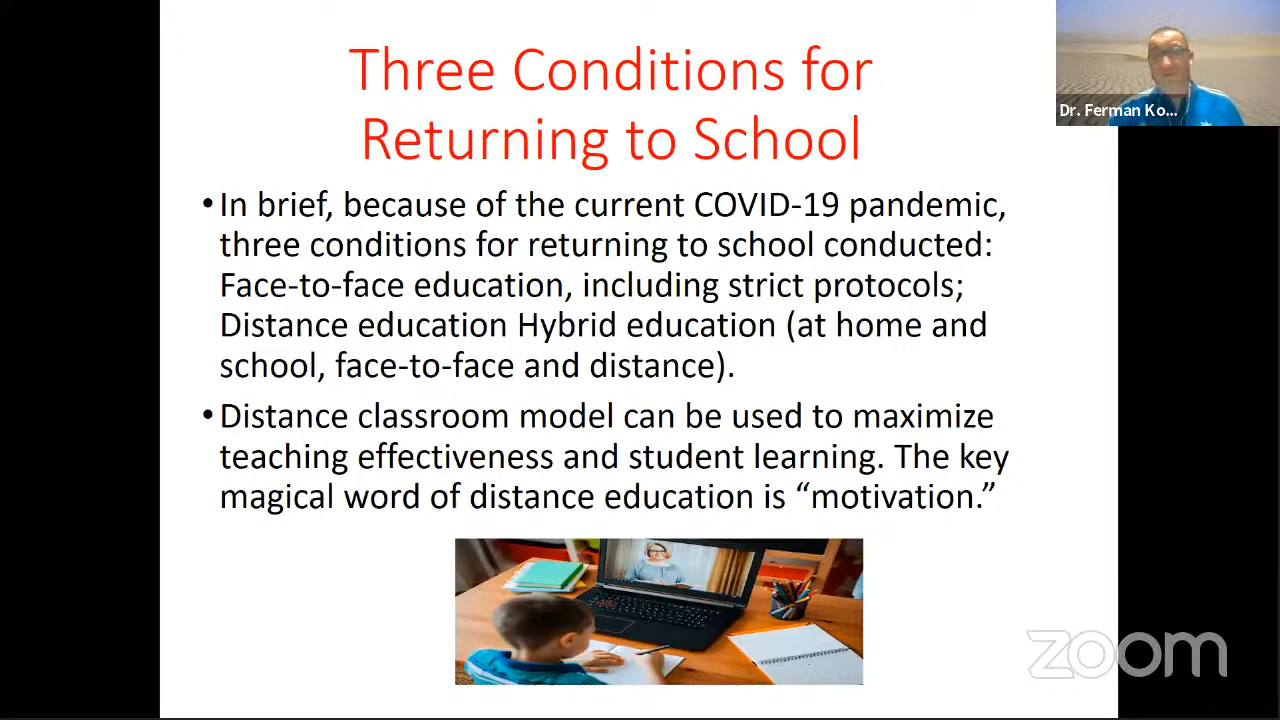 Three Conditions for
Returning to School
• In brief, because of the current COVID-19 pandemic,
three conditions for returning to school conducted:
Face-to-face education, including strict protocols;
Distance education Hybrid education (at home and
school, face-to-face and distance).
• Distance classroom model can be used to maximize
teaching effectiveness and student learning. The key
magical word of distance education is “motivation.”
Dr. Ferman Ko...
zoom